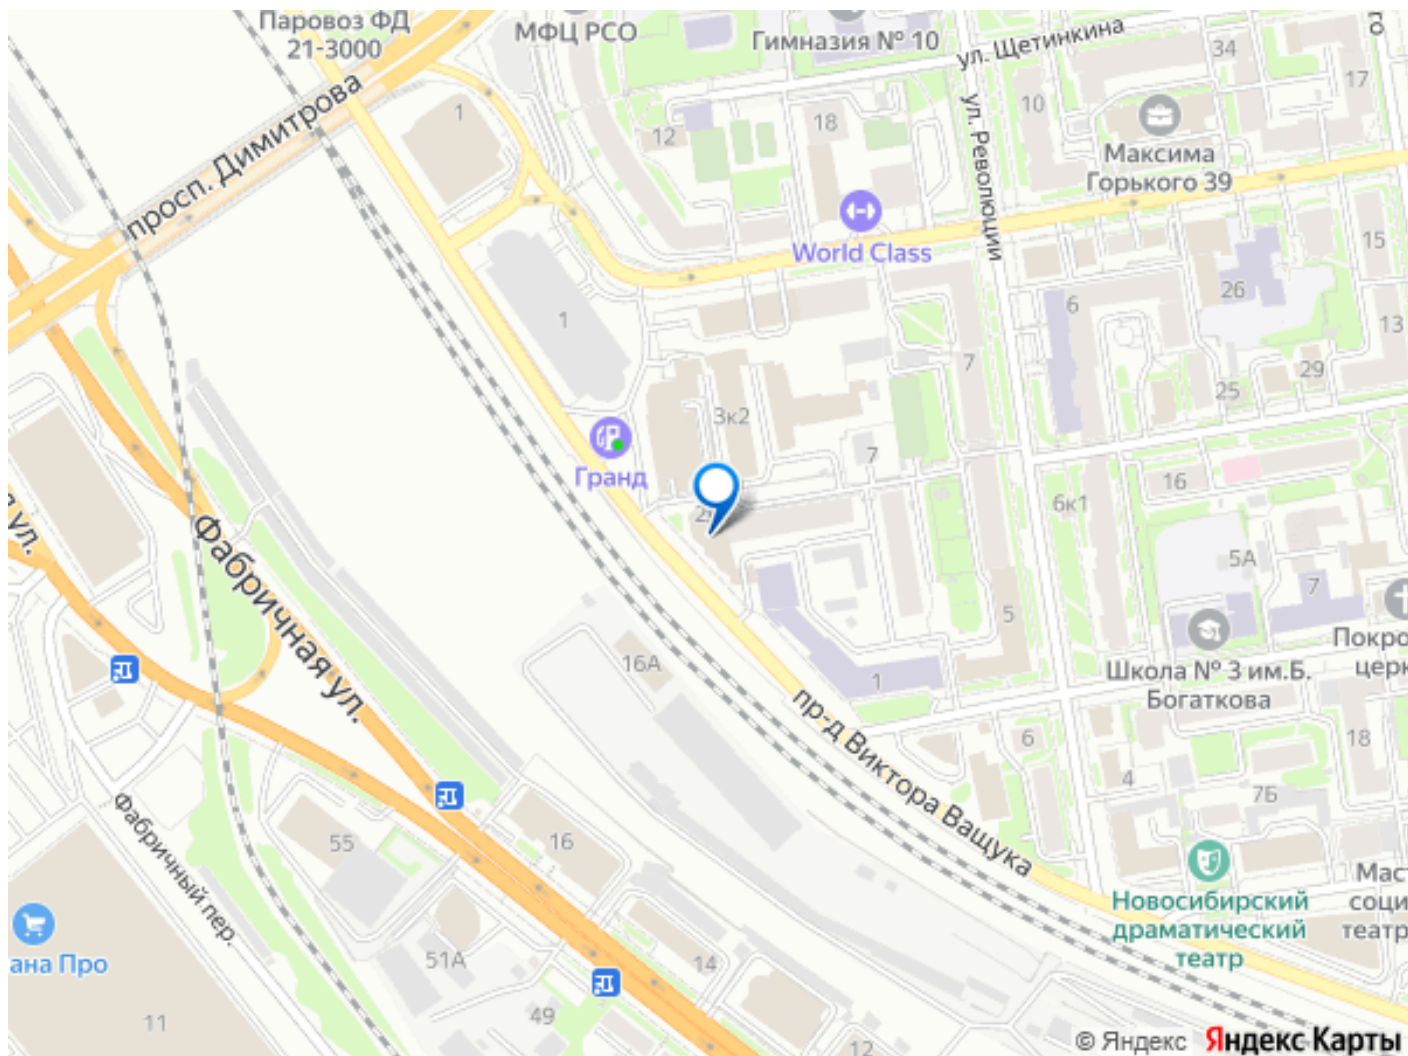 Паровоз ФД
21-3000
МФЦ РСО
Гимназия № 10
ул. Щетинкина
34
17
10
1
12
18
просп. Димитрова
ул. Революции
Максима
Горького 39
World Class
15
26
6
13
1
7
29
25
3к2
Гранд
7
16
6к1
5А
7
5
Фабричная ул.
ул.
16А
1
Школа № 3 им.Б.
Богаткова
Покро
церк
пр-д Виктора Ващука
6
18
4
7Б
Фабричный пер.
55
16
Новосибирский
драматический
театр
Мас
соци
театр
ана Про
51А
14
11
49
12
© Яндекс Яндекс Карты